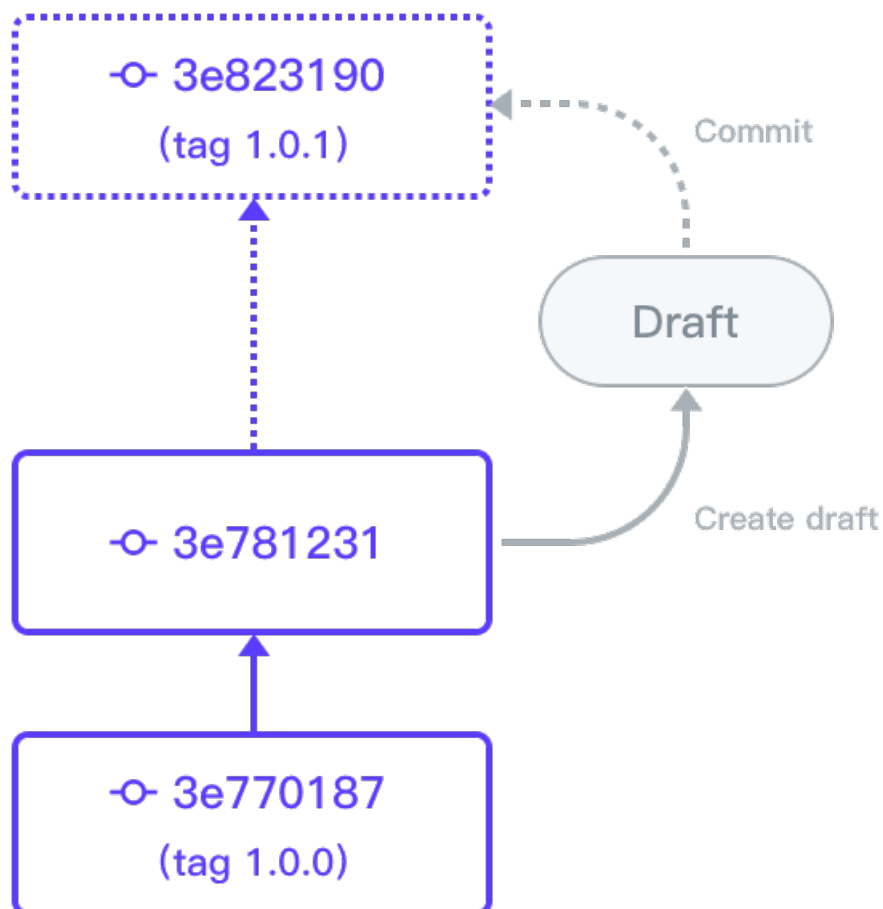 3e823190
(tag 1.0.1)
Commit
Draft
3e781231
Create draft
3e770187
(tag 1.0.0)